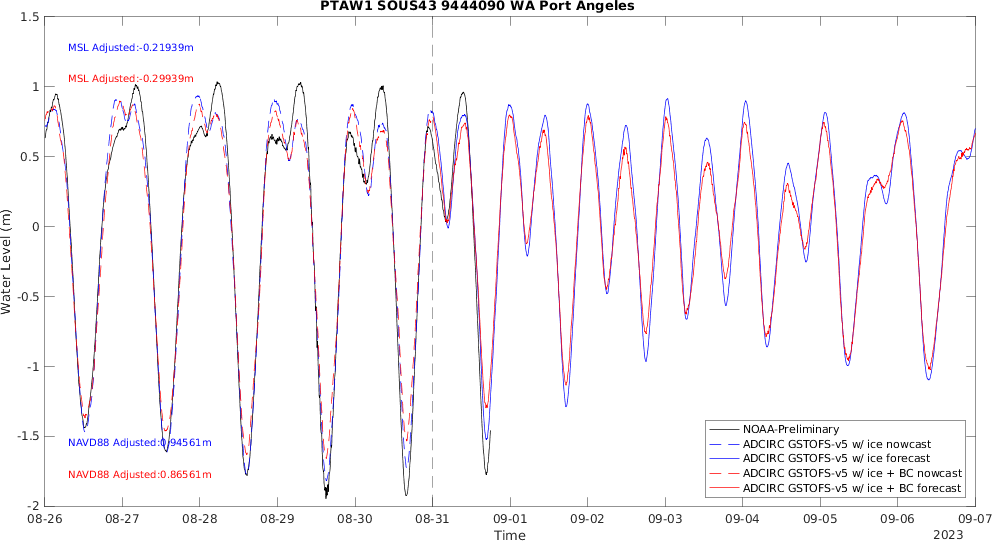 PTAW1 SOUS43 9444090 WA Port Angeles
MSL Adjusted:-0.21939m
MSL Adjusted:-0.29939m
NAVD88 Adjusted:0.94561m
NAVD88 Adjusted:0.86561m
1.5
1
0.5
0
-0.5
-1
-1.5
-2
Water Level (m)
NOAA-Preliminary
ADCIRC GSTOFS-v5 w/ ice nowcast
ADCIRC GSTOFS-v5 w/ ice forecast
ADCIRC GSTOFS-v5 w/ ice + BC nowcast
ADCIRC GSTOFS-v5 w/ ice + BC forecast
08-26 08-27 08-28 08-29 08-30 08-31 09-01 09-02 09-03 09-04 09-05 09-06 09-07
Time
2023